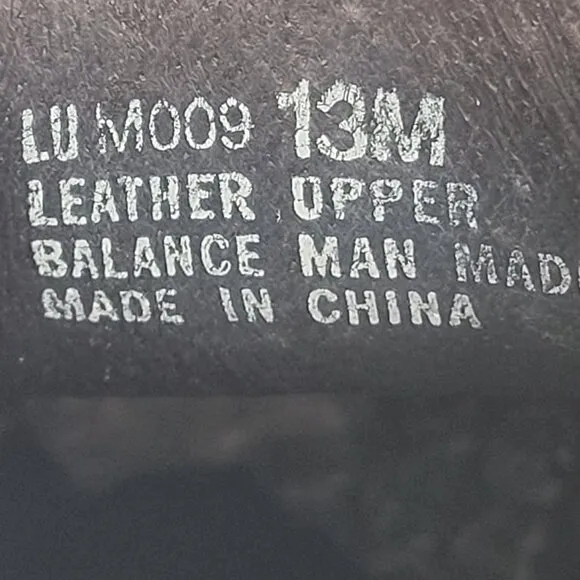 LU M009 13M
LEATHER UPPER
BALANCE MAN MAD
MADE IN CHINA